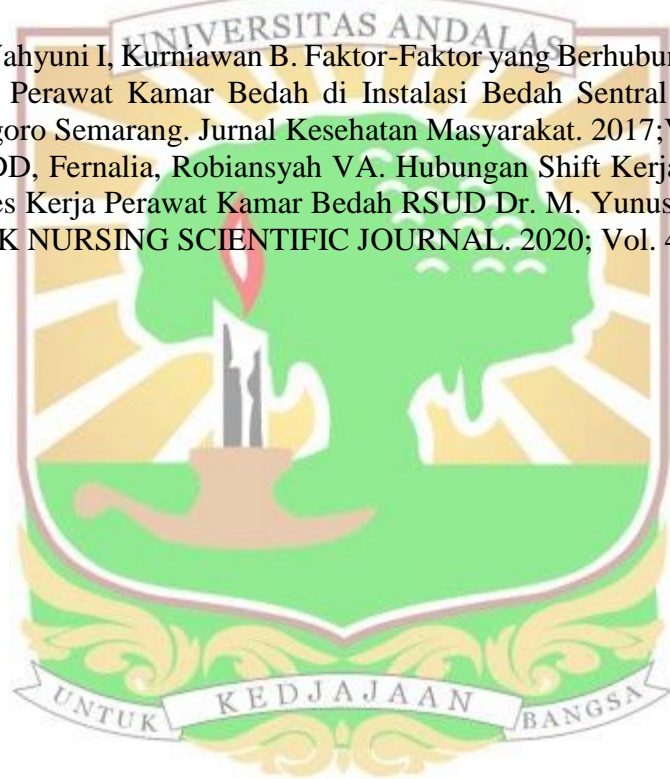 UNIVERSITAS ANDALAS
ahyuni I, Kurniawan B. Faktor-Faktor yang Berhubun
Perawat Kamar Bedah di Instalasi Bedah Sentral
goro Semarang. Jurnal Kesehatan Masyarakat. 2017;
DD, Fernalia, Robiansyah VA. Hubungan Shift Kerja
es Kerja Perawat Kamar Bedah RSUD Dr. M. Yunus
K NURSING SCIENTIFIC JOURNAL. 2020; Vol. 4
UNTUK KEDJAJAAN BANGSA